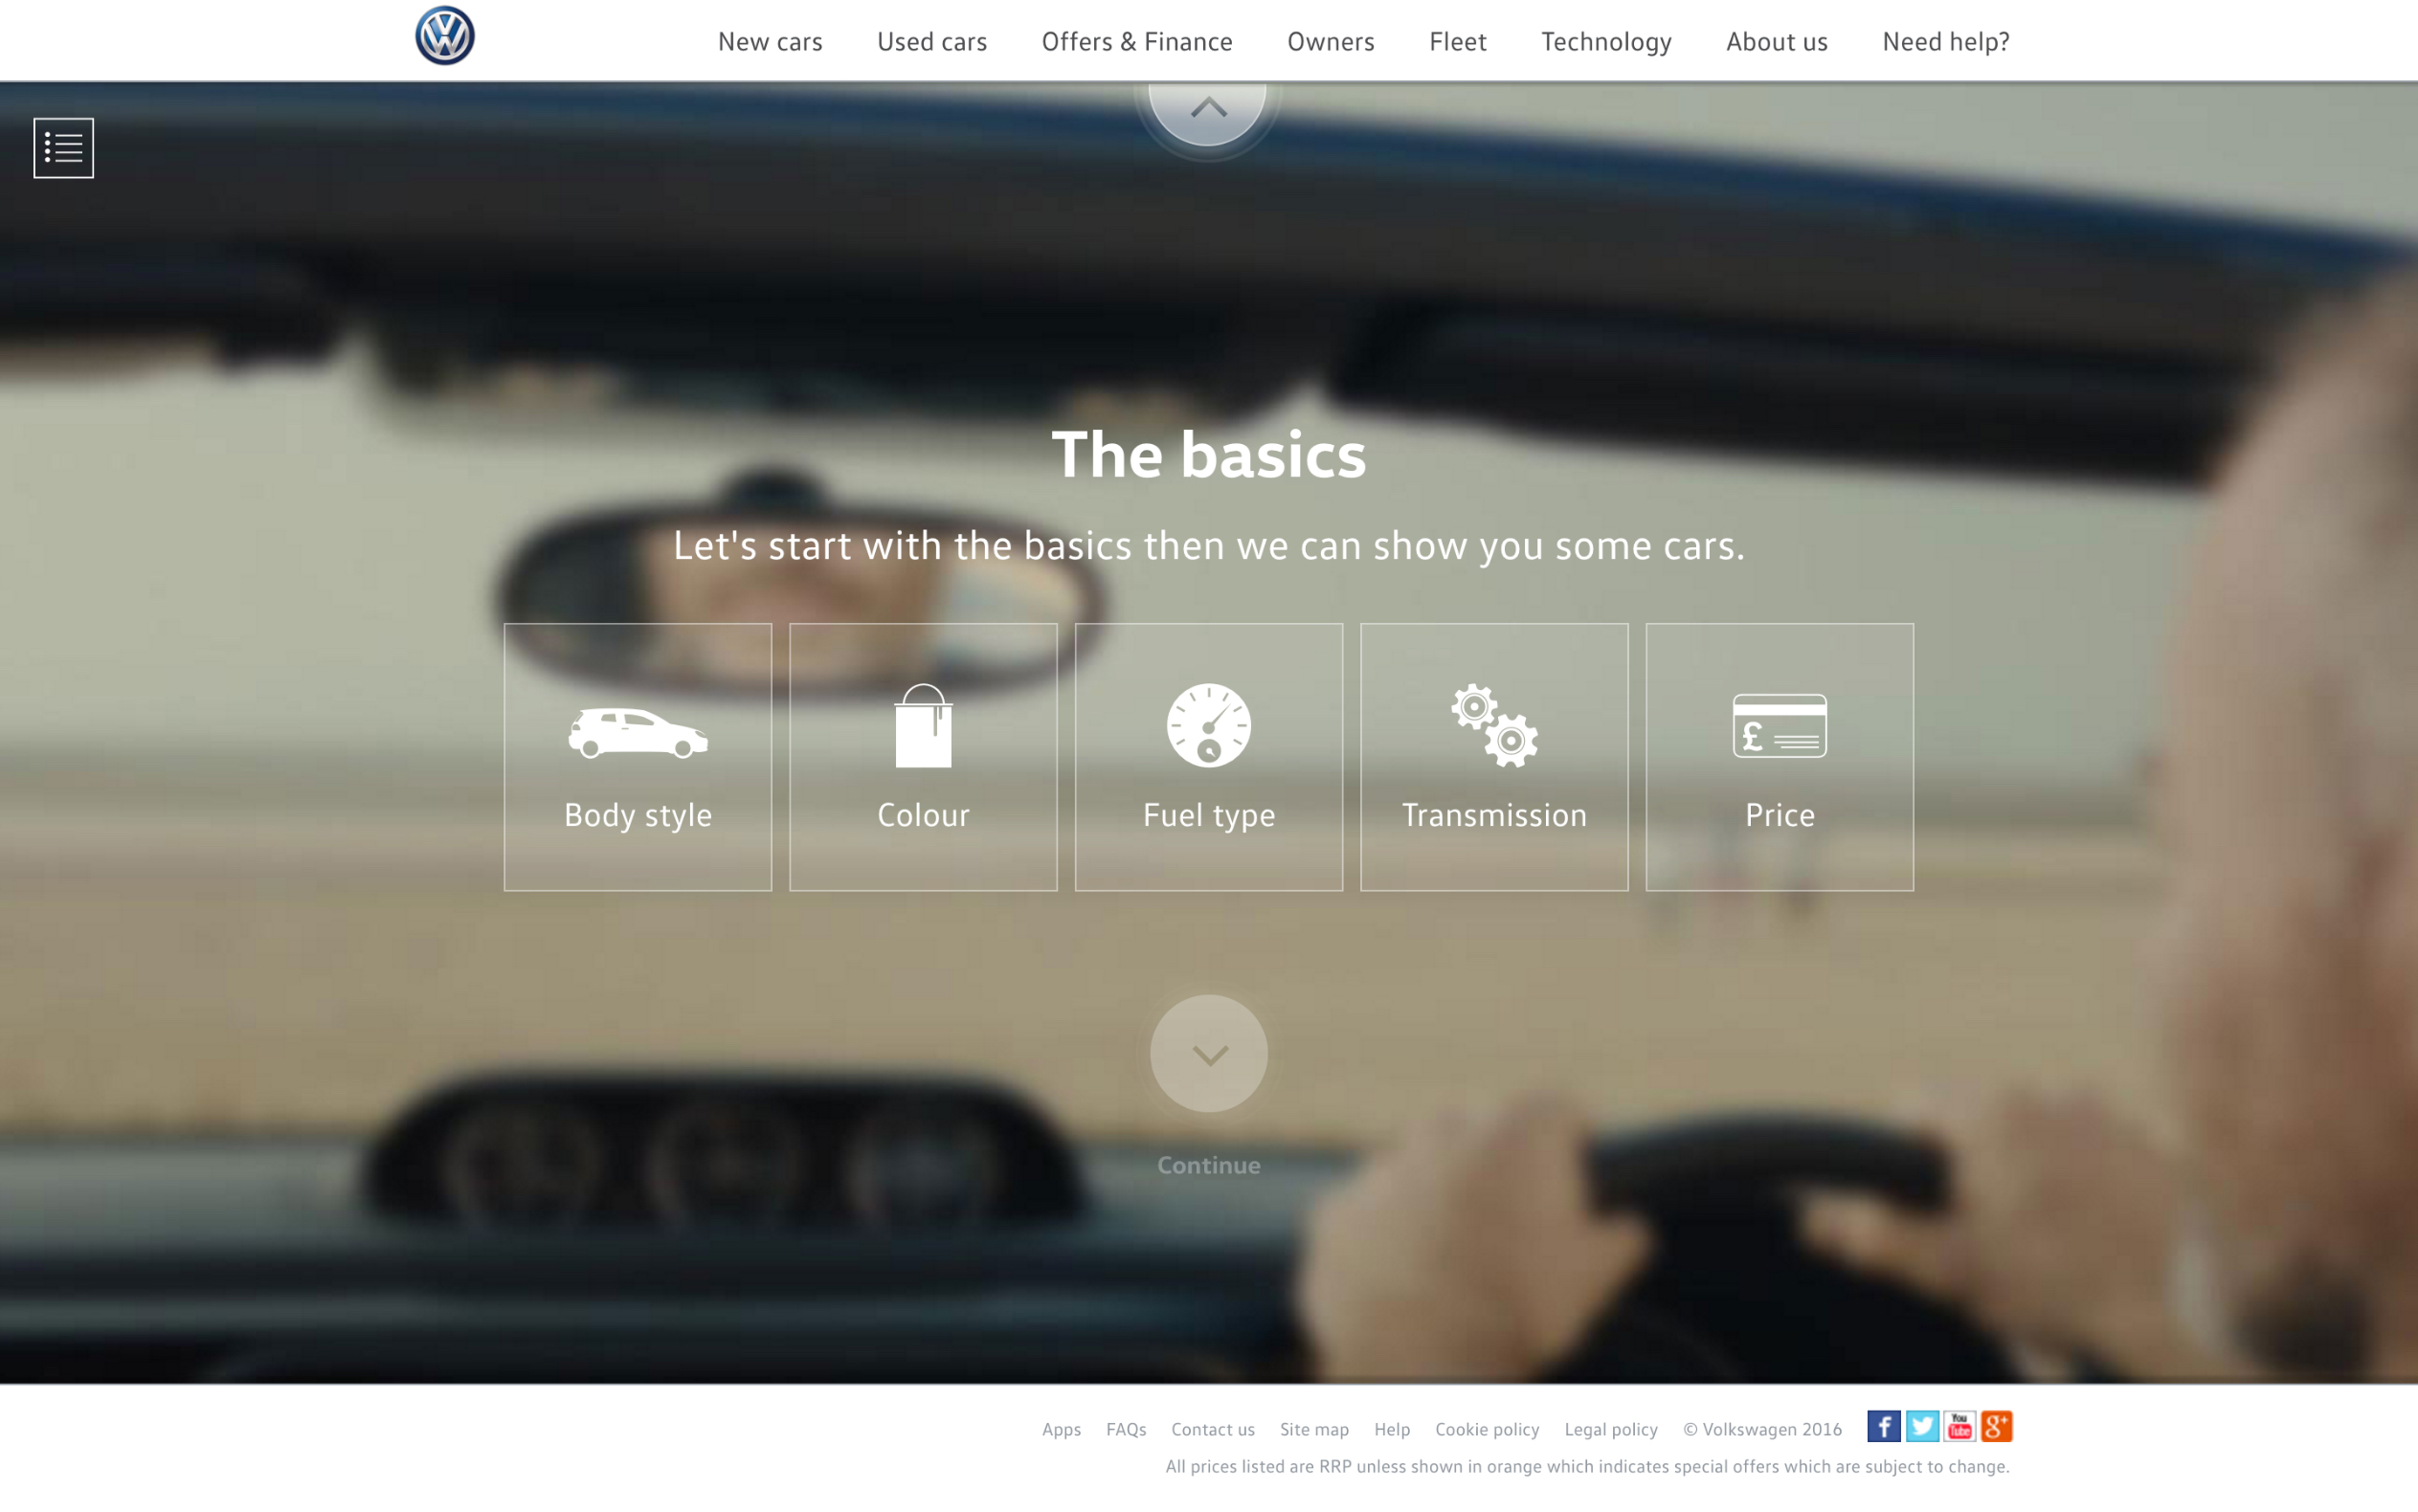 New cars Used cars Offers & Finance Owners Fleet Technology About us Need help?
The basics
Let's start with the basics then we can show you some cars.
Body style Colour Fuel type Transmission Price
£
Continue
Apps FAQs Contact us Site map Help Cookie policy Legal policy © Volkswagen 2016 f You Tube g+
All prices listed are RRP unless shown in orange which indicates special offers which are subject to change.